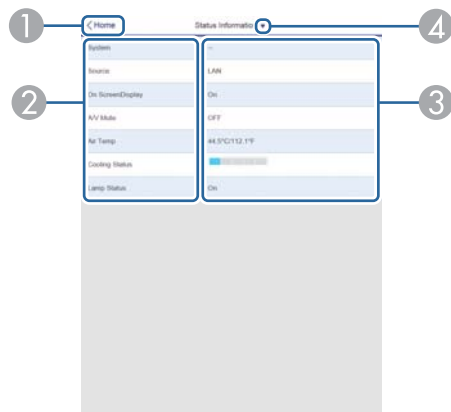 1
Home
Status Informatio
4
2
System
--
Source
LAN
On ScreenDisplay
On
A/V Mute
OFF
Air Temp
44.5°C/112.1°F
Cooling Status
Lamp Status
On
3